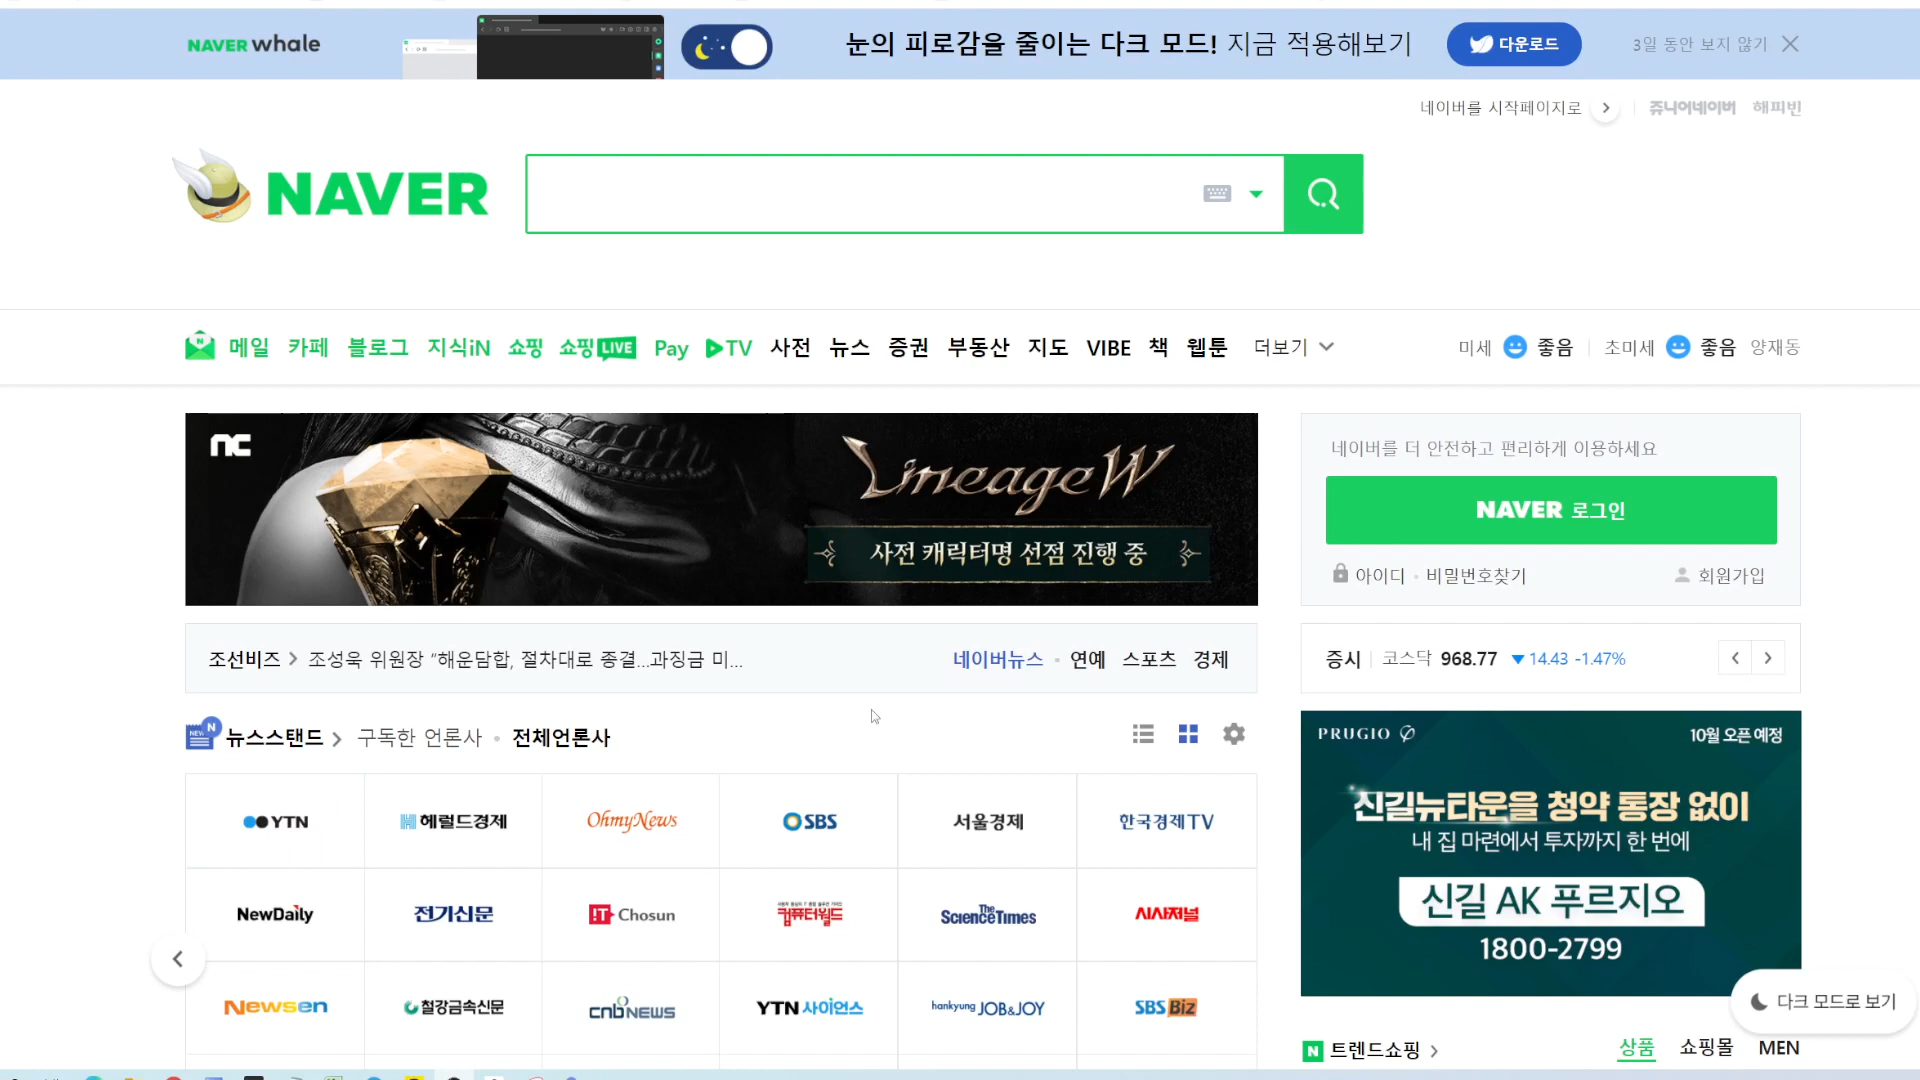 NAVER whale
눈의 피로감을 줄이는 다크 모드! 지금 적용해보기
다운로드
3일 동안 보지 않기
네이버를 시작페이지로
쥬니어네이버 해피빈
NAVER
메일 카페 블로그 지식iN 쇼핑 쇼핑LIVE Pay TV 사전 뉴스 증권 부동산 지도 VIBE 책 웹툰 더보기
미세 좋음 초미세 좋음 양재동
nc
LineageW
사전 캐릭터명 선점 진행 중
네이버를 더 안전하고 편리하게 이용하세요
NAVER 로그인
아이디 · 비밀번호찾기 회원가입
조선비즈 > 조성욱 위원장 “해운담합, 절차대로 종결...과징금 미...
네이버뉴스 · 연예 스포츠 경제
증시 코스닥 968.77 ▼ 14.43 -1.47%
NEW N 뉴스스탠드 > 구독한 언론사 · 전체언론사
YTN 헤럴드경제 OhmyNews SBS 서울경제 한국경제TV
NewDaily 전기신문 IT Chosun 컴퓨터월드 The ScienceTimes 시사저널
Newsen 철강금속신문 cnbNEWS YTN 사이언스 hankyung JOB&JOY SBS Biz
PRUGIO
10월 오픈 예정
신길뉴타운을 청약 통장 없이
내 집 마련에서 투자까지 한 번에
신길 AK 푸르지오
1800-2799
다크 모드로 보기
N 트렌드쇼핑 >
상품 쇼핑몰 MEN